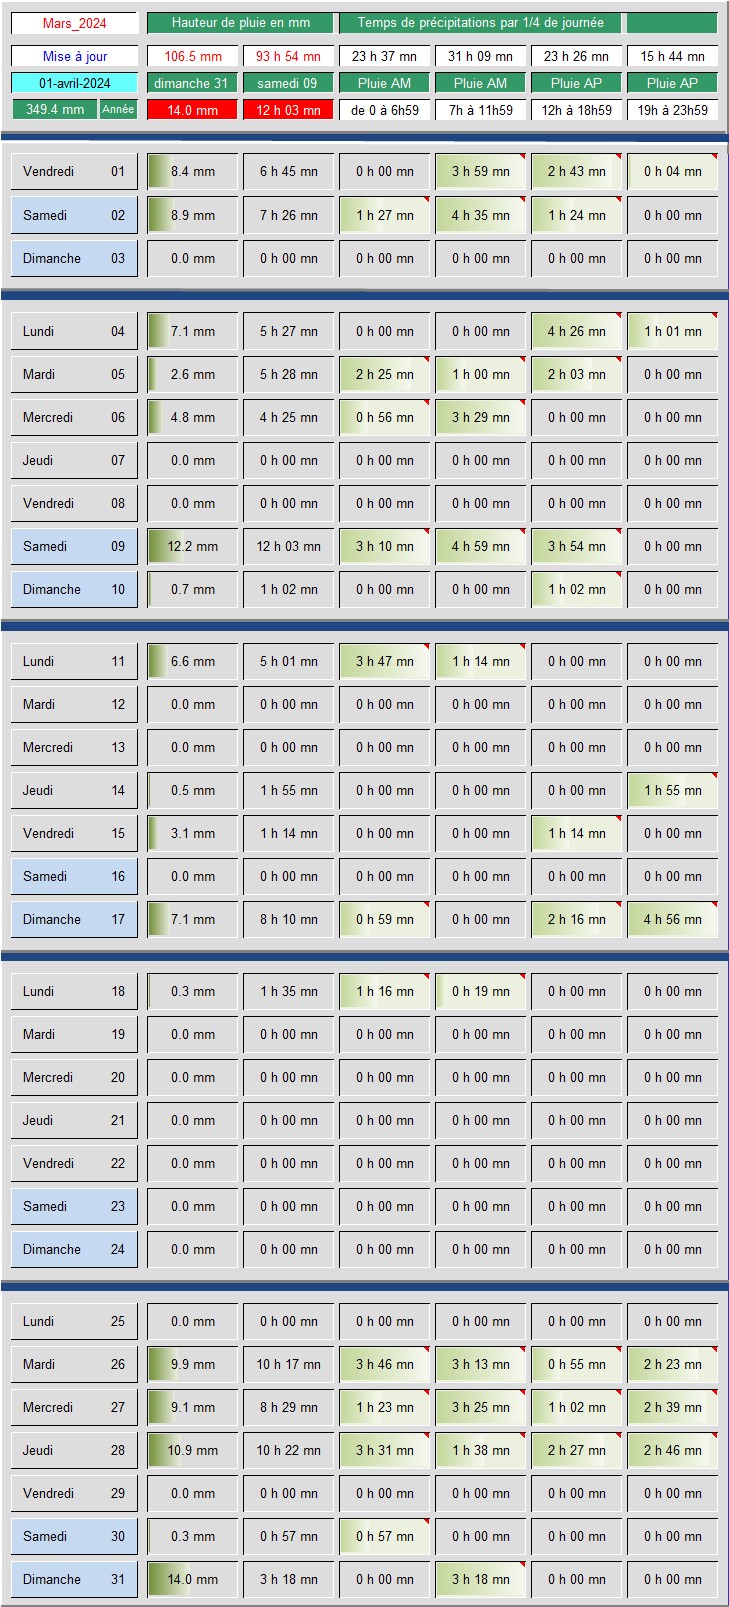 Mars_2024 Hauteur de pluie en mm Temps de précipitations par 1/4 de journée
Mise à jour 106.5 mm 93 h 54 mn 23 h 37 mn 31 h 09 mn 23 h 26 mn 15 h 44 mn
01-avril-2024 dimanche 31 samedi 09 Pluie AM Pluie AM Pluie AP Pluie AP
349.4 mm Année 14.0 mm 12 h 03 mn de 0 à 6h59 7h à 11h59 12h à 18h59 19h à 23h59
Vendredi 01 8.4 mm 6 h 45 mn 0 h 00 mn 3 h 59 mn 2 h 43 mn 0 h 04 mn
Samedi 02 8.9 mm 7 h 26 mn 1 h 27 mn 4 h 35 mn 1 h 24 mn 0 h 00 mn
Dimanche 03 0.0 mm 0 h 00 mn 0 h 00 mn 0 h 00 mn 0 h 00 mn 0 h 00 mn
Lundi 04 7.1 mm 5 h 27 mn 0 h 00 mn 0 h 00 mn 4 h 26 mn 1 h 01 mn
Mardi 05 2.6 mm 5 h 28 mn 2 h 25 mn 1 h 00 mn 2 h 03 mn 0 h 00 mn
Mercredi 06 4.8 mm 4 h 25 mn 0 h 56 mn 3 h 29 mn 0 h 00 mn 0 h 00 mn
Jeudi 07 0.0 mm 0 h 00 mn 0 h 00 mn 0 h 00 mn 0 h 00 mn 0 h 00 mn
Vendredi 08 0.0 mm 0 h 00 mn 0 h 00 mn 0 h 00 mn 0 h 00 mn 0 h 00 mn
Samedi 09 12.2 mm 12 h 03 mn 3 h 10 mn 4 h 59 mn 3 h 54 mn 0 h 00 mn
Dimanche 10 0.7 mm 1 h 02 mn 0 h 00 mn 0 h 00 mn 1 h 02 mn 0 h 00 mn
Lundi 11 6.6 mm 5 h 01 mn 3 h 47 mn 1 h 14 mn 0 h 00 mn 0 h 00 mn
Mardi 12 0.0 mm 0 h 00 mn 0 h 00 mn 0 h 00 mn 0 h 00 mn 0 h 00 mn
Mercredi 13 0.0 mm 0 h 00 mn 0 h 00 mn 0 h 00 mn 0 h 00 mn 0 h 00 mn
Jeudi 14 0.5 mm 1 h 55 mn 0 h 00 mn 0 h 00 mn 0 h 00 mn 1 h 55 mn
Vendredi 15 3.1 mm 1 h 14 mn 0 h 00 mn 0 h 00 mn 1 h 14 mn 0 h 00 mn
Samedi 16 0.0 mm 0 h 00 mn 0 h 00 mn 0 h 00 mn 0 h 00 mn 0 h 00 mn
Dimanche 17 7.1 mm 8 h 10 mn 0 h 59 mn 0 h 00 mn 2 h 16 mn 4 h 56 mn
Lundi 18 0.3 mm 1 h 35 mn 1 h 16 mn 0 h 19 mn 0 h 00 mn 0 h 00 mn
Mardi 19 0.0 mm 0 h 00 mn 0 h 00 mn 0 h 00 mn 0 h 00 mn 0 h 00 mn
Mercredi 20 0.0 mm 0 h 00 mn 0 h 00 mn 0 h 00 mn 0 h 00 mn 0 h 00 mn
Jeudi 21 0.0 mm 0 h 00 mn 0 h 00 mn 0 h 00 mn 0 h 00 mn 0 h 00 mn
Vendredi 22 0.0 mm 0 h 00 mn 0 h 00 mn 0 h 00 mn 0 h 00 mn 0 h 00 mn
Samedi 23 0.0 mm 0 h 00 mn 0 h 00 mn 0 h 00 mn 0 h 00 mn 0 h 00 mn
Dimanche 24 0.0 mm 0 h 00 mn 0 h 00 mn 0 h 00 mn 0 h 00 mn 0 h 00 mn
Lundi 25 0.0 mm 0 h 00 mn 0 h 00 mn 0 h 00 mn 0 h 00 mn 0 h 00 mn
Mardi 26 9.9 mm 10 h 17 mn 3 h 46 mn 3 h 13 mn 0 h 55 mn 2 h 23 mn
Mercredi 27 9.1 mm 8 h 29 mn 1 h 23 mn 3 h 25 mn 1 h 02 mn 2 h 39 mn
Jeudi 28 10.9 mm 10 h 22 mn 3 h 31 mn 1 h 38 mn 2 h 27 mn 2 h 46 mn
Vendredi 29 0.0 mm 0 h 00 mn 0 h 00 mn 0 h 00 mn 0 h 00 mn 0 h 00 mn
Samedi 30 0.3 mm 0 h 57 mn 0 h 57 mn 0 h 00 mn 0 h 00 mn 0 h 00 mn
Dimanche 31 14.0 mm 3 h 18 mn 0 h 00 mn 3 h 18 mn 0 h 00 mn 0 h 00 mn